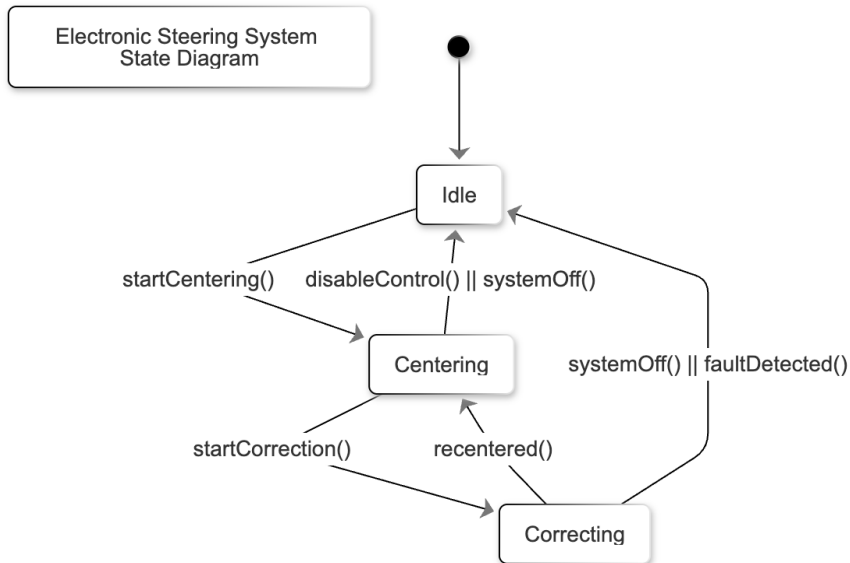 Electronic Steering System
State Diagram
Idle
startCentering()
disableControl() || systemOff()
Centering
systemOff() || faultDetected()
startCorrection()
recentered()
Correcting